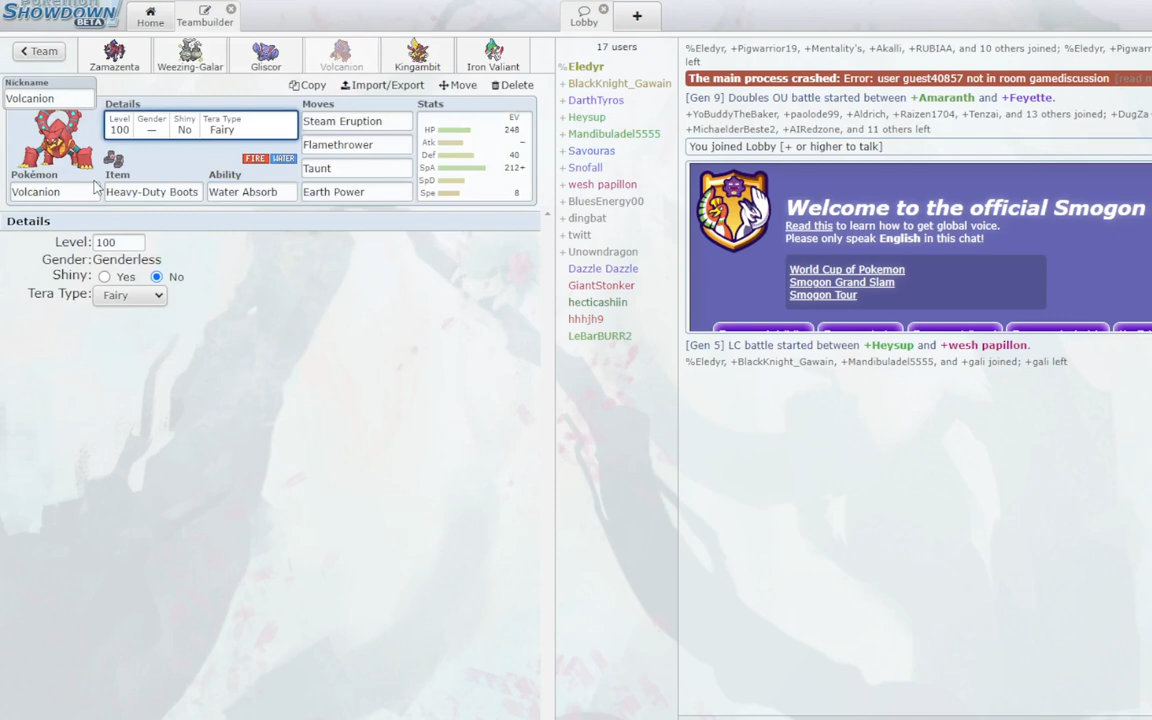 Pokémon
SHOWDOWN
BETA
Home
Teambuilder
Lobby
+
< Team
Zamazenta
Weezing-Galar
Gliscor
Volcanion
Kingambit
Iron Valiant
Copy
Import/Export
Move
Delete
Nickname
Volcanion
Details
Level Gender Shiny Tera Type
100 — No Fairy
FIRE WATER
Pokémon
Volcanion
Item
Heavy-Duty Boots
Ability
Water Absorb
Moves
Steam Eruption
Flamethrower
Taunt
Earth Power
Stats
EV
HP 248
Atk –
Def 40
SpA 212+
SpD
Spe 8
Details
Level: 100
Gender: Genderless
Shiny: Yes No
Tera Type: Fairy
17 users
%Eledyr
+BlackKnight_Gawain
+DarthTyros
+Heysup
+Mandibuladel5555
+Savouras
+Snofall
+wesh papillon
+BluesEnergy00
+dingbat
+twitt
+Unowndragon
Dazzle Dazzle
GiantStonker
hecticashiin
hhhjh9
LeBarBURR2
%Eledyr, +Pigwarrior19, +Mentality's, +Akalli, +RUBIAA, and 10 others joined; %Eledyr, +Pigwarr
left
The main process crashed: Error: user guest40857 not in room gamediscussion [read m
[Gen 9] Doubles OU battle started between +Amaranth and +Feyette.
+YoBuddyTheBaker, +paolode99, +Aldrich, +Raizen1704, +Tenzai, and 13 others joined; +DugZa
+MichaelderBeste2, +AIRedzone, and 11 others left
You joined Lobby [+ or higher to talk]
Welcome to the official Smogon
Read this to learn how to get global voice.
Please only speak English in this chat!
World Cup of Pokemon
Smogon Grand Slam
Smogon Tour
[Gen 5] LC battle started between +Heysup and +wesh papillon.
%Eledyr, +BlackKnight_Gawain, +Mandibuladel5555, and +gali joined; +gali left